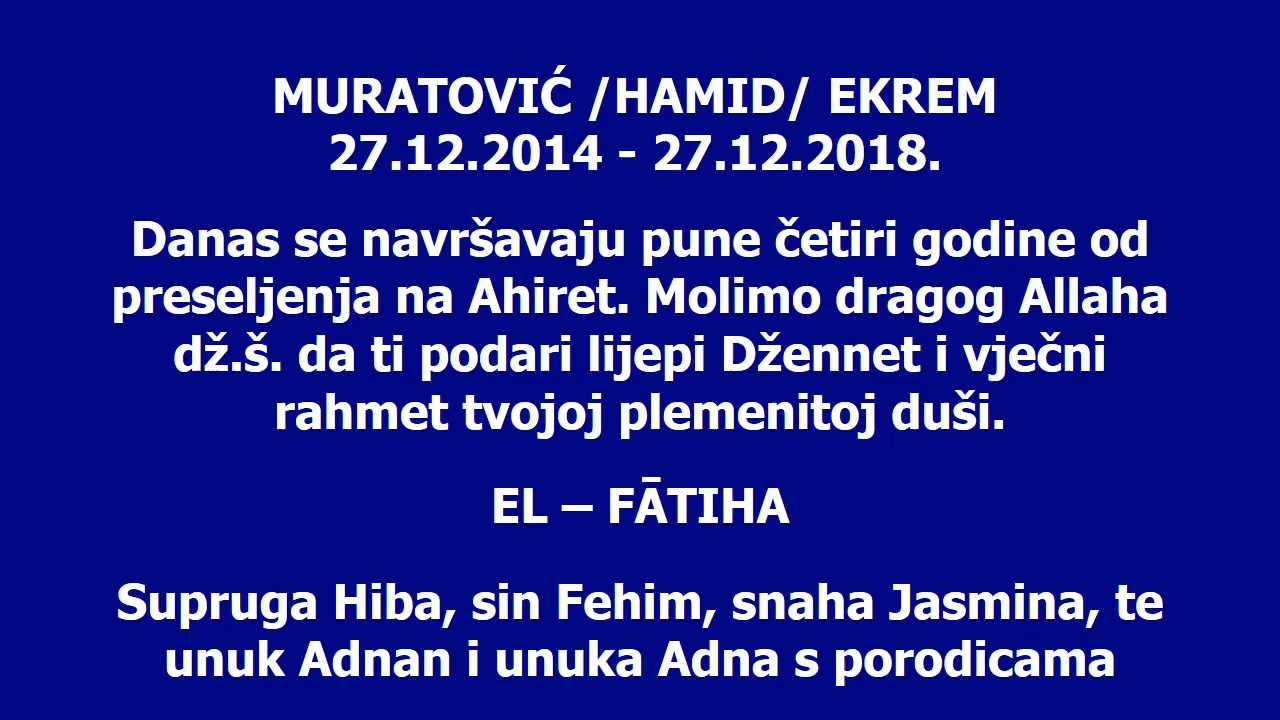 MURATOVIĆ /HAMID/ EKREM
27.12.2014 - 27.12.2018.
Danas se navršavaju pune četiri godine od
preseljenja na Ahiret. Molimo dragog Allaha
dž.š. da ti podari lijepi Džennet i vječni
rahmet tvojoj plemenitoj duši.
EL – FĀTIHA
Supruga Hiba, sin Fehim, snaha Jasmina, te
unuk Adnan i unuka Adna s porodicama